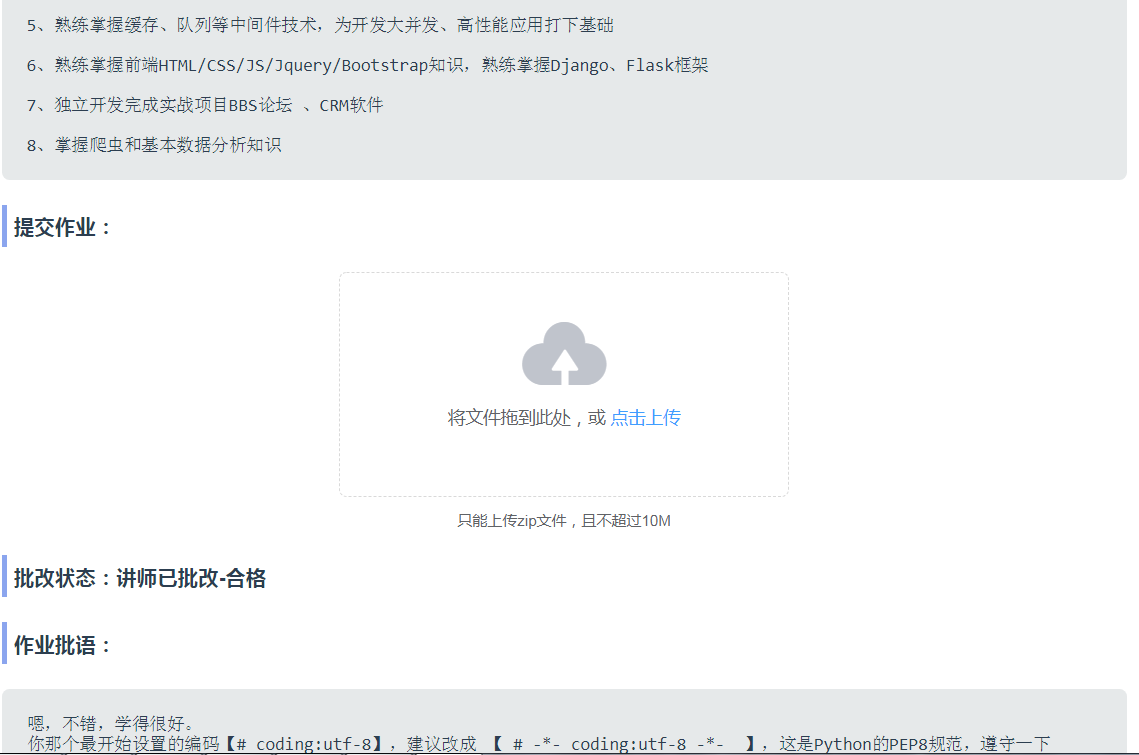 5、熟练掌握缓存、队列等中间件技术，为开发大并发、高性能应用打下基础
6、熟练掌握前端HTML/CSS/JS/Jquery/Bootstrap知识，熟练掌握Django、Flask框架
7、独立开发完成实战项目BBS论坛 、CRM软件
8、掌握爬虫和基本数据分析知识
提交作业：
将文件拖到此处，或 点击上传
只能上传zip文件，且不超过10M
批改状态：讲师已批改-合格
作业批语：
嗯，不错，学得很好。
你那个最开始设置的编码【# coding:utf-8】，建议改成 【 # -*- coding:utf-8 -*-  】，这是Python的PEP8规范，遵守一下